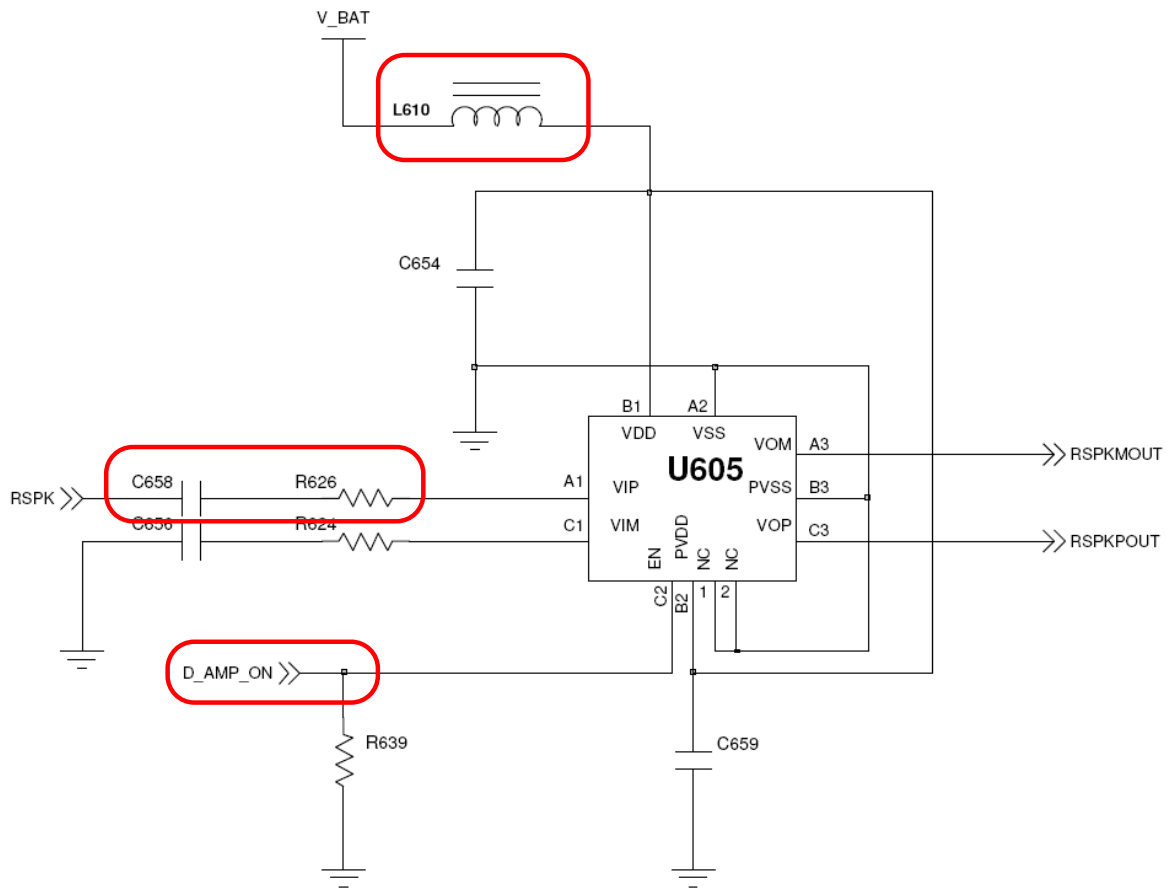 V_BAT
L610
C654
B1 A2
VDD VSS
VOM A3 RSPKMOUT
U605
C658 R626
RSPK A1 VIP PVSS B3
C656 R624 C1 VIM VOP C3 RSPKPOUT
EN PVDD NC NC
C2 B2 1 2
D_AMP_ON
R639 C659